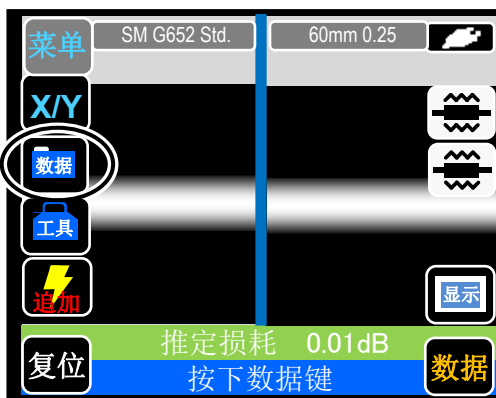 菜单
SM G652 Std.
60mm 0.25
X/Y
数据
工具
追加
显示
推定损耗 0.01dB
复位
按下数据键
数据